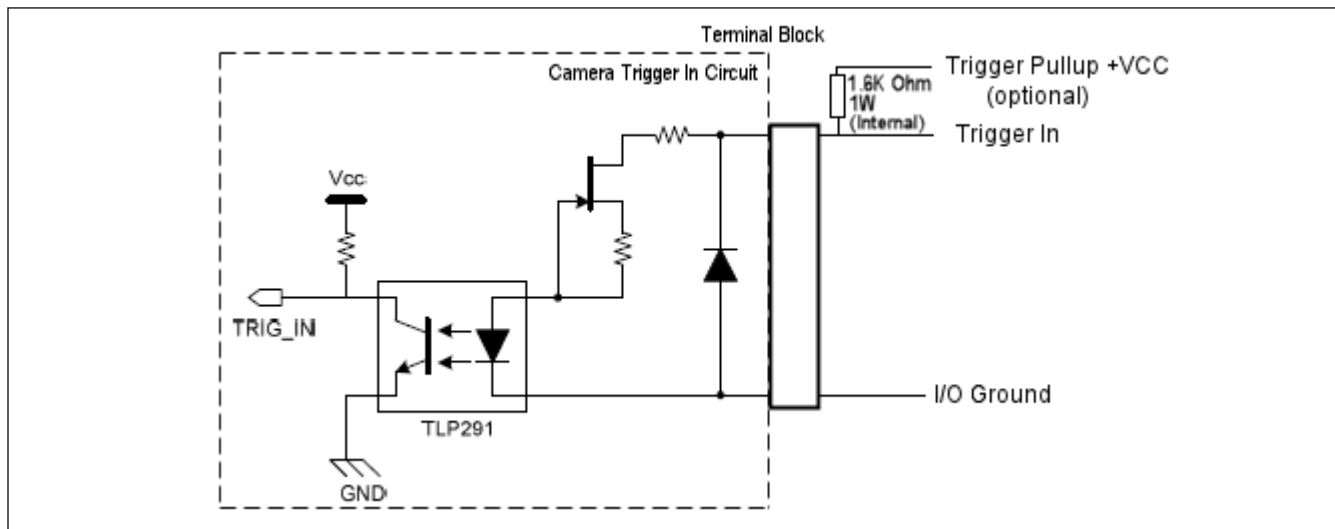 Terminal Block
Camera Trigger In Circuit
Trigger Pullup +VCC
(optional)
1.6K Ohm
1W
(Internal)
Trigger In
Vcc
TRIG_IN
TLP291
I/O Ground
GND